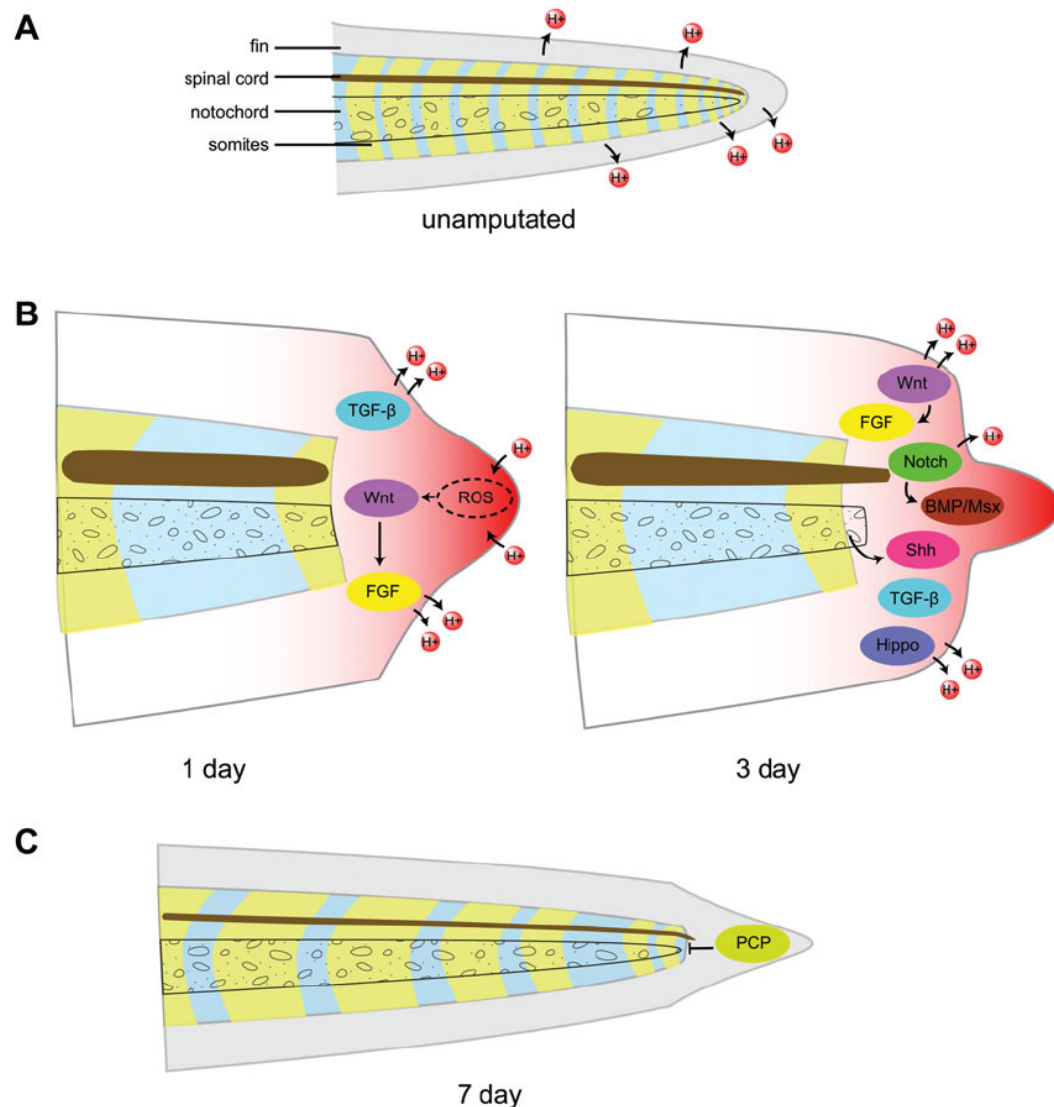 A
fin
spinal cord
notochord
somites
H+
H+
H+
H+
H+
unamputated
B
H+
H+
TGF-β
H+
Wnt
ROS
H+
FGF
H+
H+
1 day
H+
H+
Wnt
FGF
H+
Notch
BMP/Msx
Shh
TGF-β
Hippo
H+
H+
3 day
C
PCP
7 day